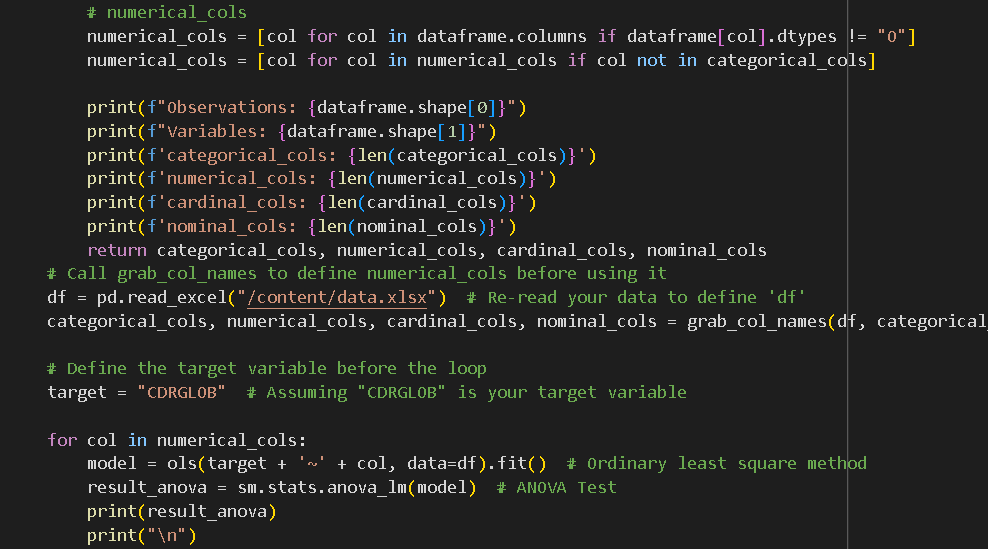 # numerical_cols
numerical_cols = [col for col in dataframe.columns if dataframe[col].dtypes != "O"]
numerical_cols = [col for col in numerical_cols if col not in categorical_cols]
print(f"Observations: {dataframe.shape[0]}")
print(f"Variables: {dataframe.shape[1]}")
print(f'categorical_cols: {len(categorical_cols)}')
print(f'numerical_cols: {len(numerical_cols)}')
print(f'cardinal_cols: {len(cardinal_cols)}')
print(f'nominal_cols: {len(nominal_cols)}')
return categorical_cols, numerical_cols, cardinal_cols, nominal_cols
# Call grab_col_names to define numerical_cols before using it
df = pd.read_excel("/content/data.xlsx")  # Re-read your data to define 'df'
categorical_cols, numerical_cols, cardinal_cols, nominal_cols = grab_col_names(df, categorical_
# Define the target variable before the loop
target = "CDRGLOB"  # Assuming "CDRGLOB" is your target variable
for col in numerical_cols:
model = ols(target + '~' + col, data=df).fit()  # Ordinary least square method
result_anova = sm.stats.anova_lm(model)  # ANOVA Test
print(result_anova)
print("\n")